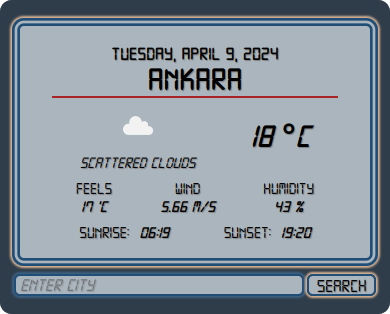 TUESDAY, APRIL 9, 2024
ANKARA
18 °C
SCATTERED CLOUDS
FEELS WIND HUMIDITY
17 °C 5.66 M/S 43 %
SUNRISE: 06:19 SUNSET: 19:20
ENTER CITY SEARCH